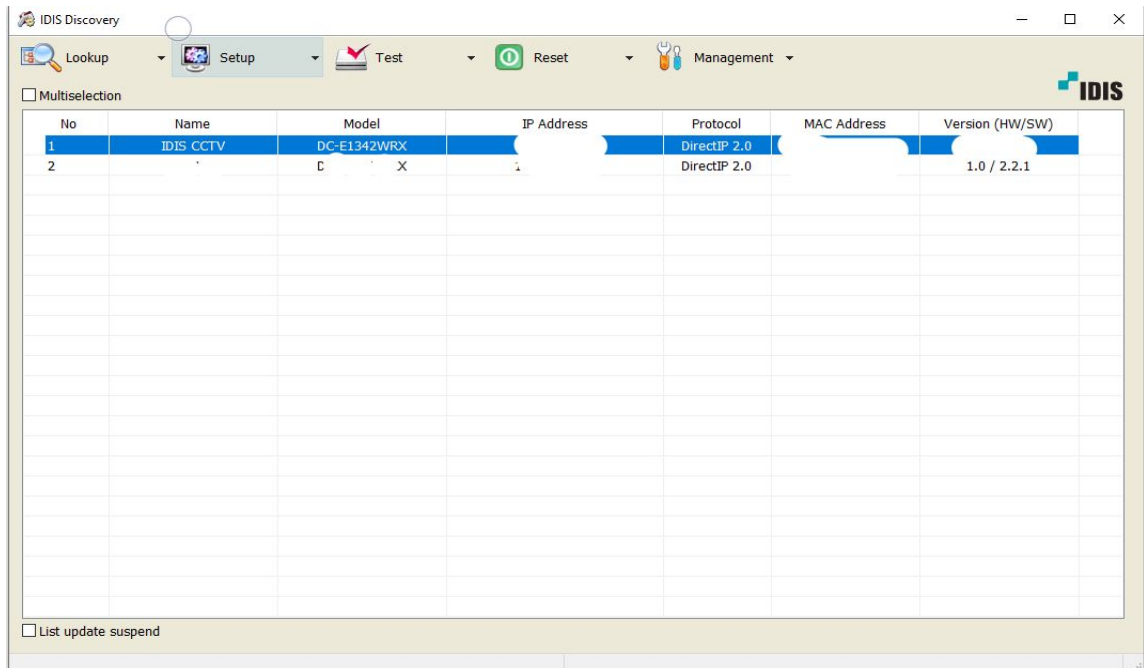 IDIS Discovery
Lookup Setup Test Reset Management
Multiselection
IDIS
No Name Model IP Address Protocol MAC Address Version (HW/SW)
1 IDIS CCTV DC-E1342WRX DirectIP 2.0
2 D X 1 DirectIP 2.0 1.0 / 2.2.1
List update suspend